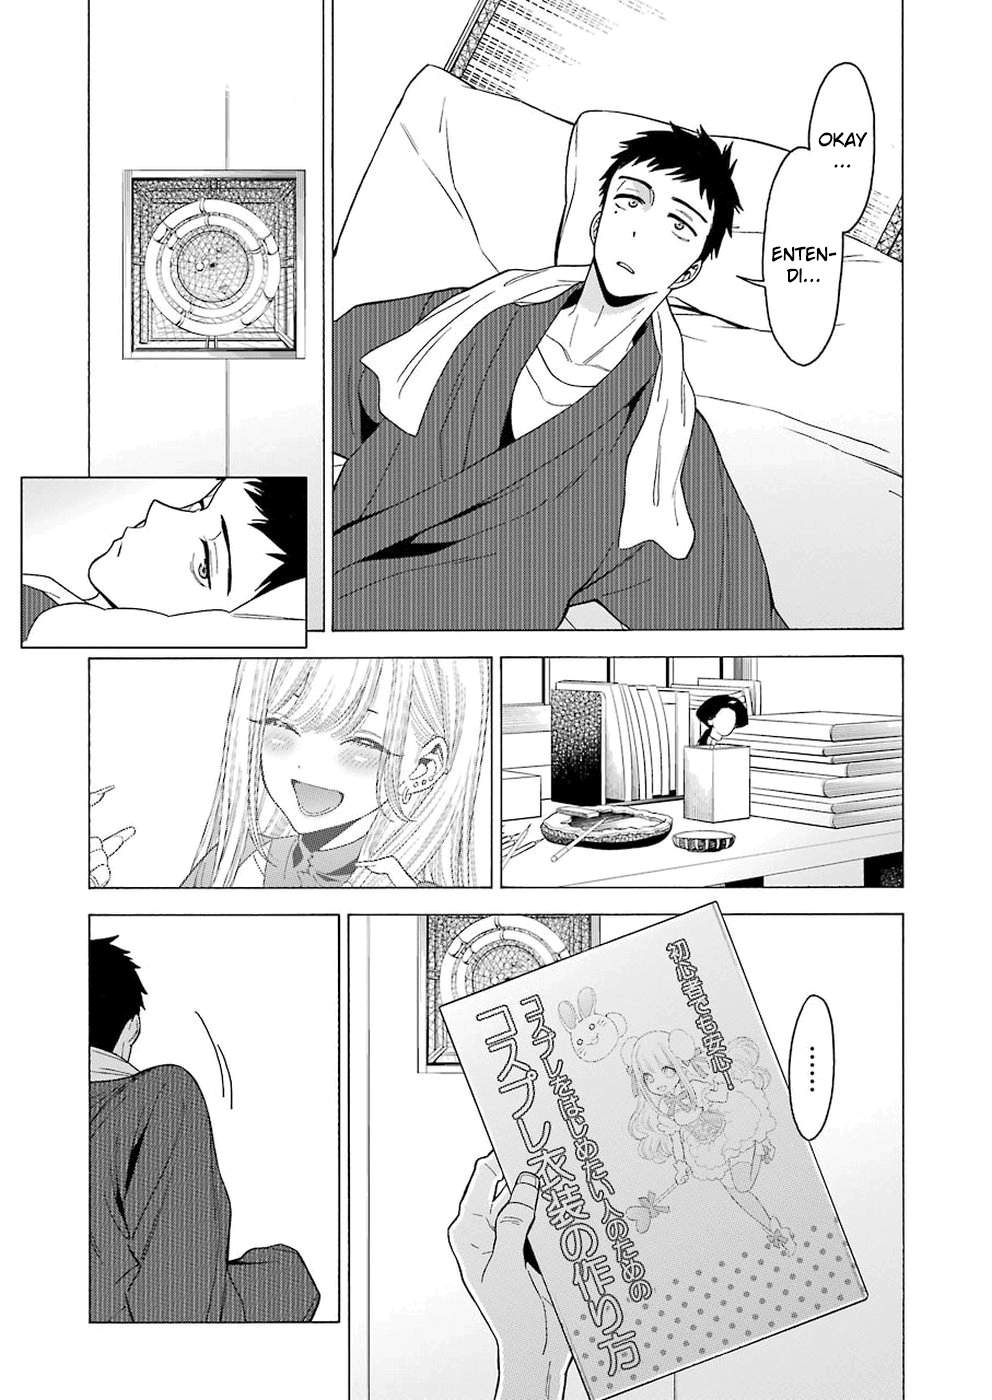 OKAY
...
ENTEN-
DI...
......
初心者でも安心!
コスプレをはじめたい人のための
コスプレ衣装の作り方